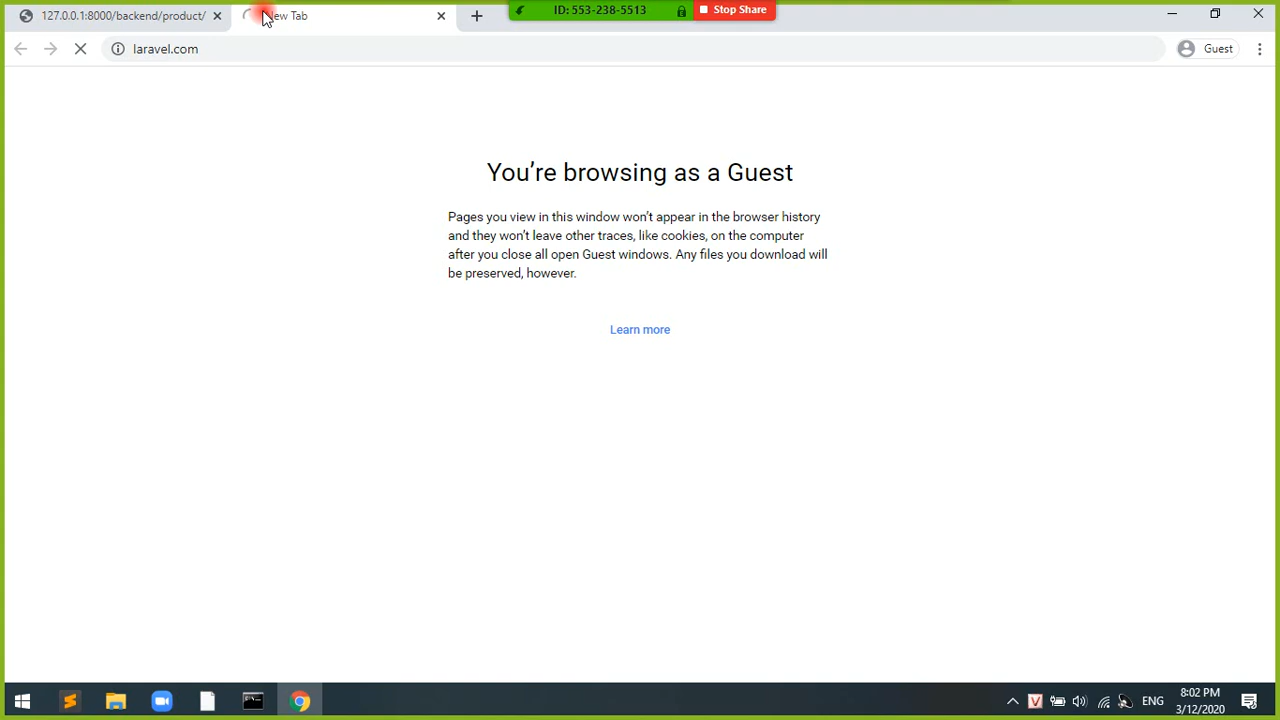 127.0.0.1:8000/backend/product/
New Tab
ID: 553-238-5513
Stop Share
laravel.com
Guest
You're browsing as a Guest
Pages you view in this window won't appear in the browser history
and they won't leave other traces, like cookies, on the computer
after you close all open Guest windows. Any files you download will
be preserved, however.
Learn more
ENG
8:02 PM
3/12/2020